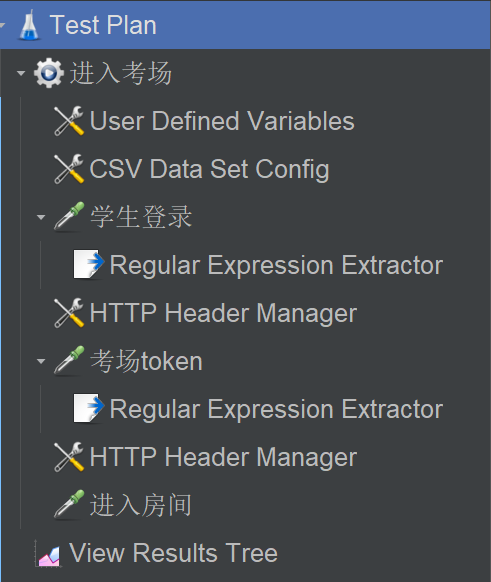 Test Plan
进入考场
User Defined Variables
CSV Data Set Config
学生登录
Regular Expression Extractor
HTTP Header Manager
考场token
Regular Expression Extractor
HTTP Header Manager
进入房间
View Results Tree